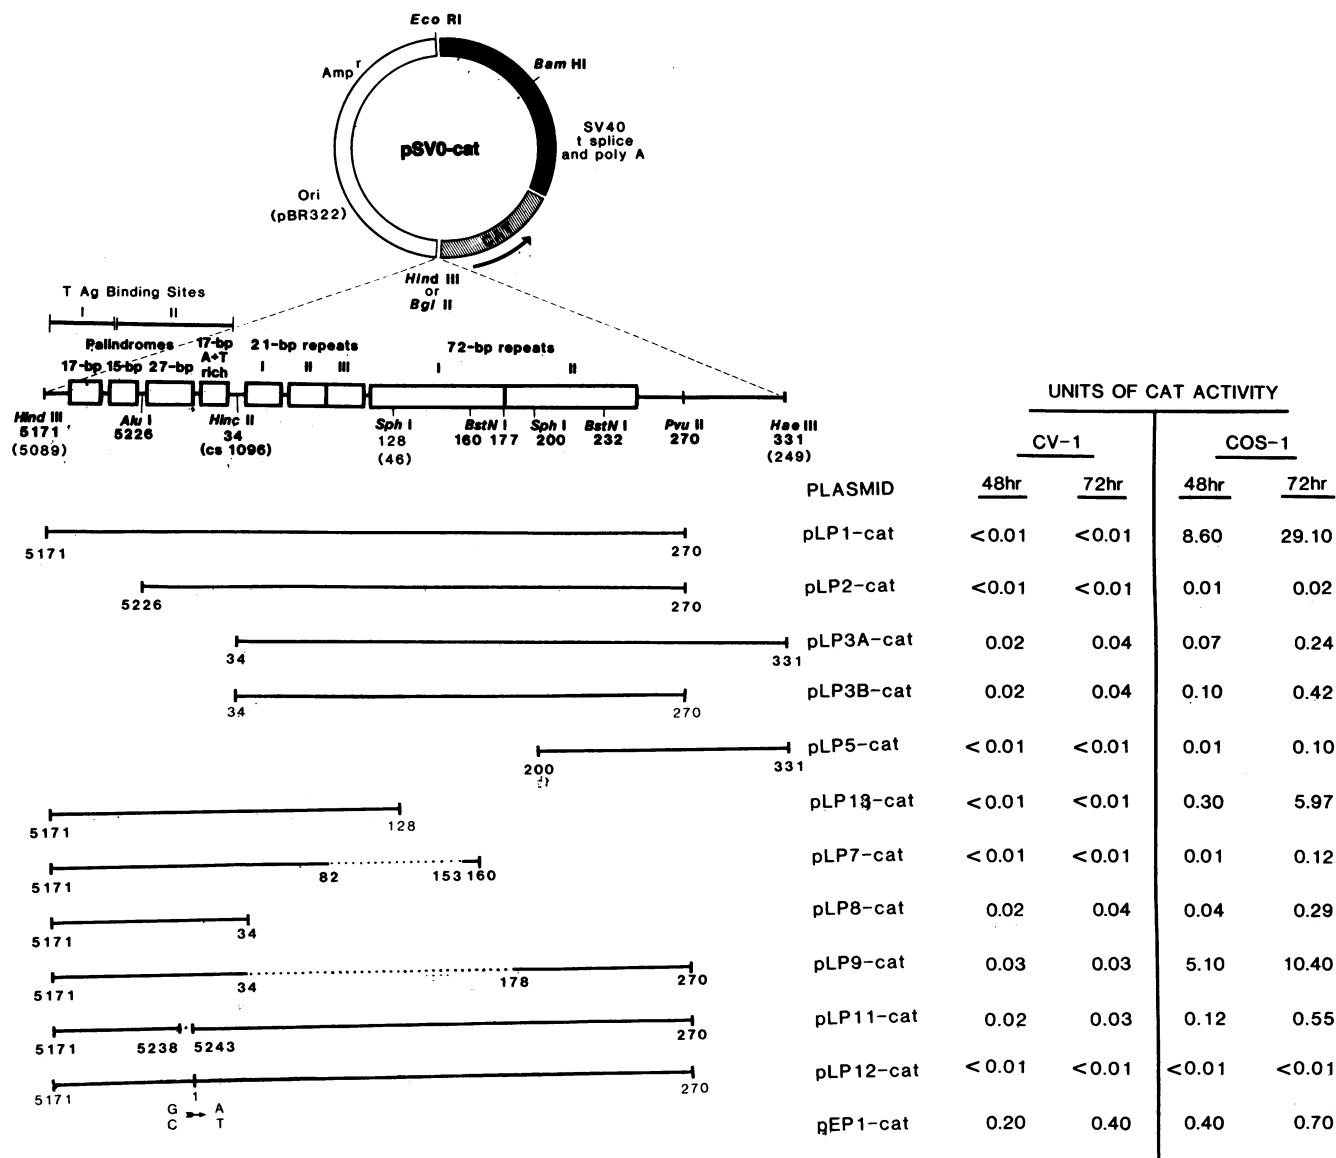 Eco RI
Amp r
Bam HI
pSV0-cat
SV40
t splice
and poly A
Ori
(pBR322)
Hind III
or
Bgl II
T Ag Binding Sites
I II
Palindromes
17-bp 15-bp 27-bp
17-bp
A+T
rich
21-bp repeats
I II III
72-bp repeats
I II
Hind III
5171
(5089)
Alu I
5226
Hinc II
34
(cs 1096)
Sph I
128
(46)
BstN I
160 177
Sph I
200
BstN I
232
Pvu II
270
Hae III
331
(249)
UNITS OF CAT ACTIVITY
CV-1 COS-1
PLASMID 48hr 72hr 48hr 72hr
5171 270 pLP1-cat <0.01 <0.01 8.60 29.10
5226 270 pLP2-cat <0.01 <0.01 0.01 0.02
34 331 pLP3A-cat 0.02 0.04 0.07 0.24
34 270 pLP3B-cat 0.02 0.04 0.10 0.42
200 331 pLP5-cat <0.01 <0.01 0.01 0.10
5171 128 <0.01 <0.01 0.30 5.97
5171 82 153 160 pLP7-cat <0.01 <0.01 0.01 0.12
5171 34 pLP8-cat 0.02 0.04 0.04 0.29
5171 34 178 270 pLP9-cat 0.03 0.03 5.10 10.40
5171 5238 5243 270 pLP11-cat 0.02 0.03 0.12 0.55
5171 1 270 pLP12-cat <0.01 <0.01 <0.01 <0.01
G A
C T
pEP1-cat 0.20 0.40 0.40 0.70